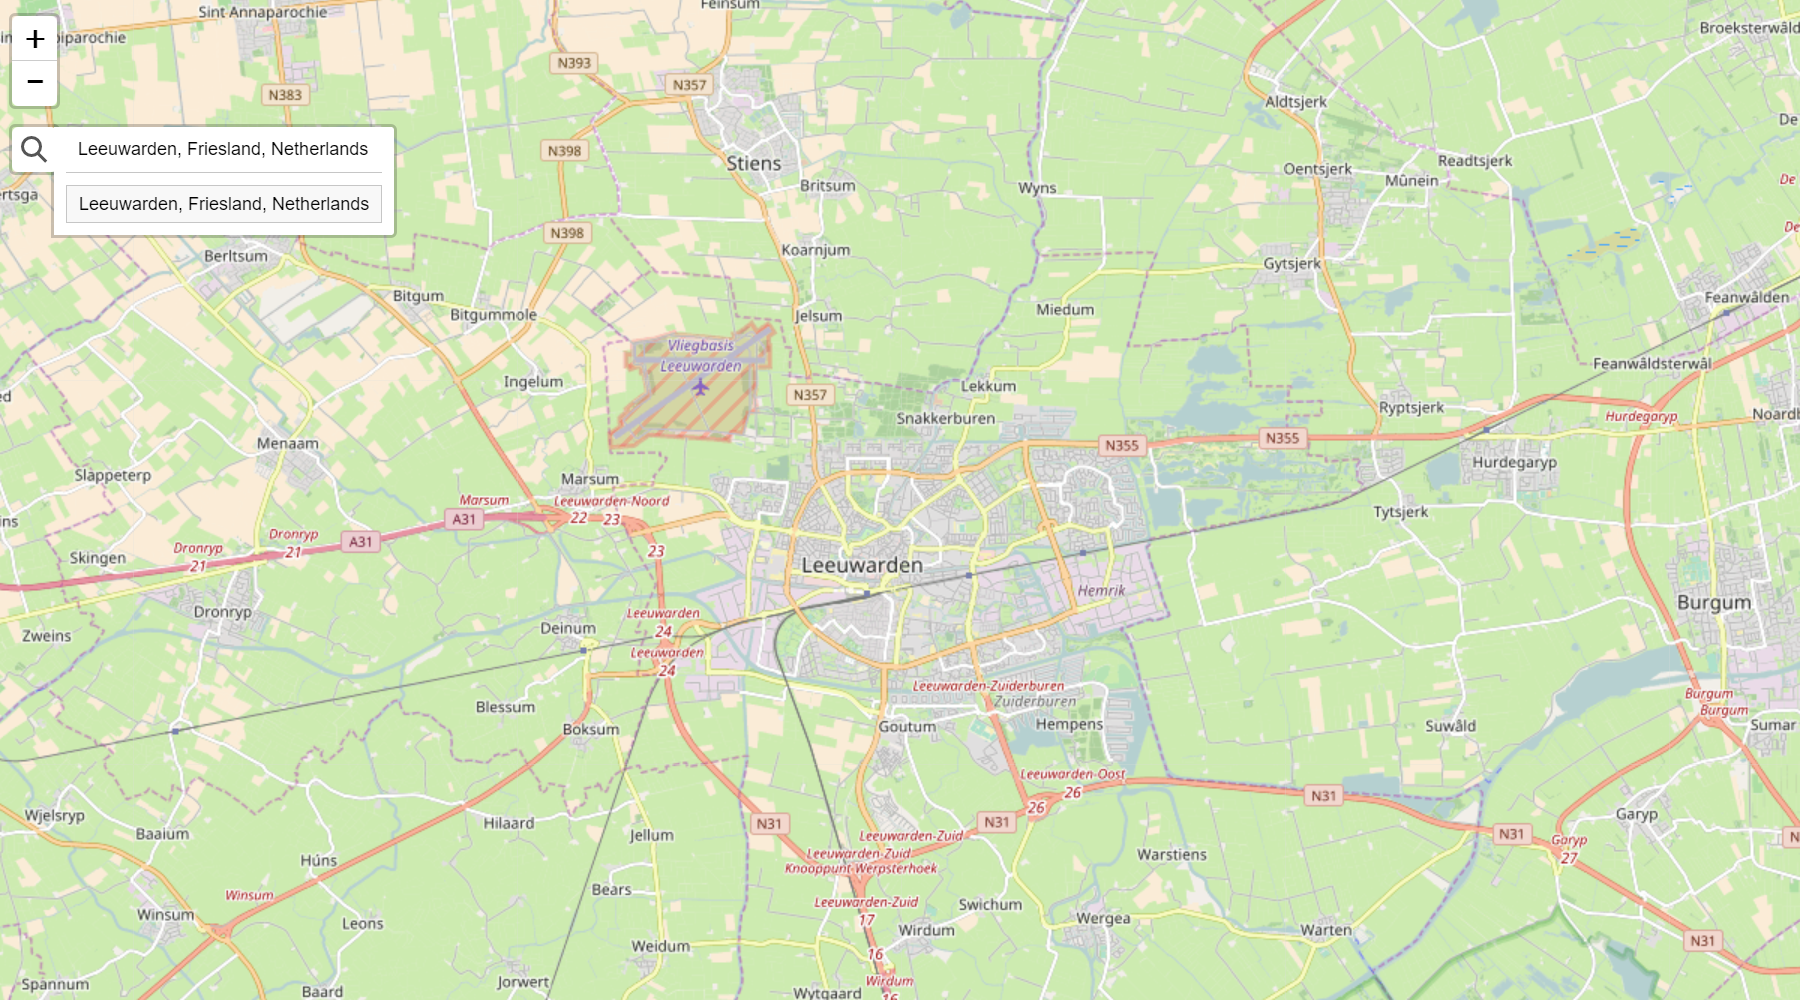 Sint Annaparochie
Feinsum
Broeksterwâld
+
−
N393
N357
N383
Aldtsjerk
Leeuwarden, Friesland, Netherlands
Leeuwarden, Friesland, Netherlands
N398
Stiens
Britsum
Wyns
Oentsjerk
Readtsjerk
Mûnein
De
N398
Koarnjum
Berltsum
Gytsjerk
Bitgum
Bitgummole
Jelsum
Miedum
Feanwâlden
Vliegbasis
Leeuwarden
Feanwâldsterwâl
Ingelum
N357
Lekkum
Snakkerburen
Ryptsjerk
Hurdegaryp
Menaam
N355
N355
Hurdegaryp
Slappeterp
Marsum
Marsum
22
Leeuwarden-Noord
23
A31
A31
Tytsjerk
Dronryp
21
Dronryp
21
Skingen
23
Leeuwarden
Hemrik
Burgum
Dronryp
Zweins
Deinum
Leeuwarden
24
Leeuwarden
24
Leeuwarden-Zuiderburen
Zuiderburen
Blessum
Boksum
Goutum
Hempens
Suwâld
Burgum
Burgum
Sumar
Leeuwarden-Oost
26
26
N31
N31
N31
N31
Wjelsryp
Baaium
Hilaard
Jellum
Garyp
Garyp
27
Leeuwarden-Zuid
Leeuwarden-Zuid
Knooppunt Werpsterhoek
Warstiens
Húns
Winsum
Bears
Leeuwarden-Zuid
17
Swichum
Winsum
Leons
Wirdum
Wergea
Warten
Weidum
16
Wirdum
16
N31
Spannum
Baard
Jorwert
Wytgaard